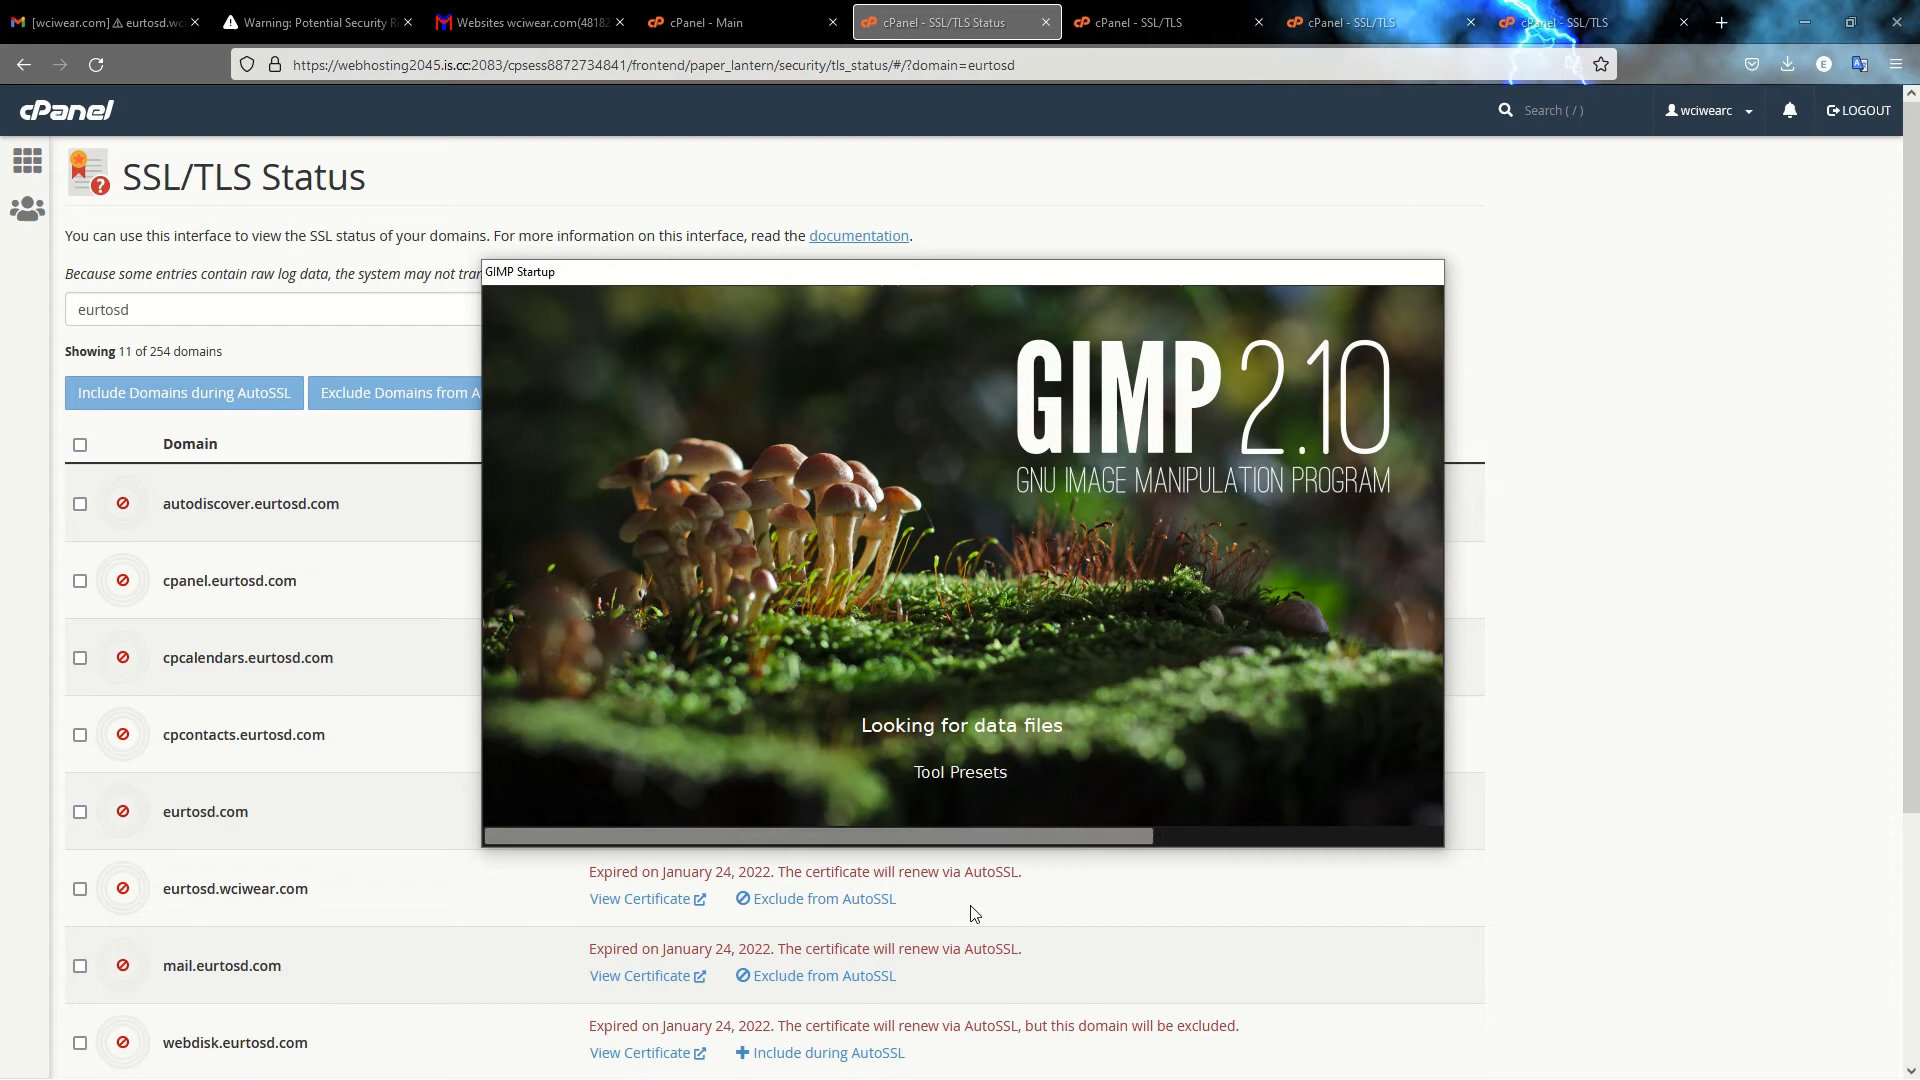 [wciwear.com] ⚠ eurtosd.wc
Warning: Potential Security Ri
Websites wciwear.com(48182
cPanel - Main
cPanel - SSL/TLS Status
cPanel - SSL/TLS
cPanel - SSL/TLS
cPanel - SSL/TLS
https://webhosting2045.is.cc:2083/cpsess8872734841/frontend/paper_lantern/security/tls_status/#/?domain=eurtosd
cPanel
Search ( / )
wciwearc
LOGOUT
SSL/TLS Status
You can use this interface to view the SSL status of your domains. For more information on this interface, read the documentation.
Because some entries contain raw log data, the system may not tran
GIMP Startup
eurtosd
Showing 11 of 254 domains
Include Domains during AutoSSL
Exclude Domains from A
GIMP 2.10
GNU IMAGE MANIPULATION PROGRAM
Domain
autodiscover.eurtosd.com
cpanel.eurtosd.com
cpcalendars.eurtosd.com
cpcontacts.eurtosd.com
Looking for data files
Tool Presets
eurtosd.com
eurtosd.wciwear.com
Expired on January 24, 2022. The certificate will renew via AutoSSL.
View Certificate
Exclude from AutoSSL
mail.eurtosd.com
Expired on January 24, 2022. The certificate will renew via AutoSSL.
View Certificate
Exclude from AutoSSL
webdisk.eurtosd.com
Expired on January 24, 2022. The certificate will renew via AutoSSL, but this domain will be excluded.
View Certificate
Include during AutoSSL